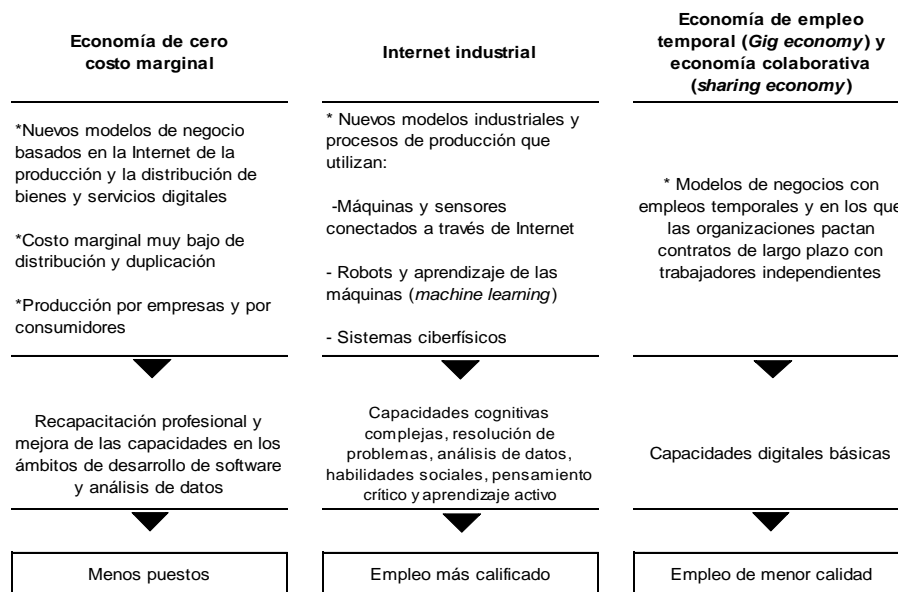 Economía de cero
costo marginal
*Nuevos modelos de negocio
basados en la Internet de la
producción y la distribución de
bienes y servicios digitales
*Costo marginal muy bajo de
distribución y duplicación
*Producción por empresas y por
consumidores
Recapacitación profesional y
mejora de las capacidades en los
ámbitos de desarrollo de software
y análisis de datos
Menos puestos
Internet industrial
* Nuevos modelos industriales y
procesos de producción que
utilizan:
-Máquinas y sensores
conectados a través de Internet
- Robots y aprendizaje de las
máquinas (machine learning)
- Sistemas ciberfísicos
Capacidades cognitivas
complejas, resolución de
problemas, análisis de datos,
habilidades sociales, pensamiento
crítico y aprendizaje activo
Empleo más calificado
Economía de empleo
temporal (Gig economy) y
economía colaborativa
(sharing economy)
* Modelos de negocios con
empleos temporales y en los que
las organizaciones pactan
contratos de largo plazo con
trabajadores independientes
Capacidades digitales básicas
Empleo de menor calidad